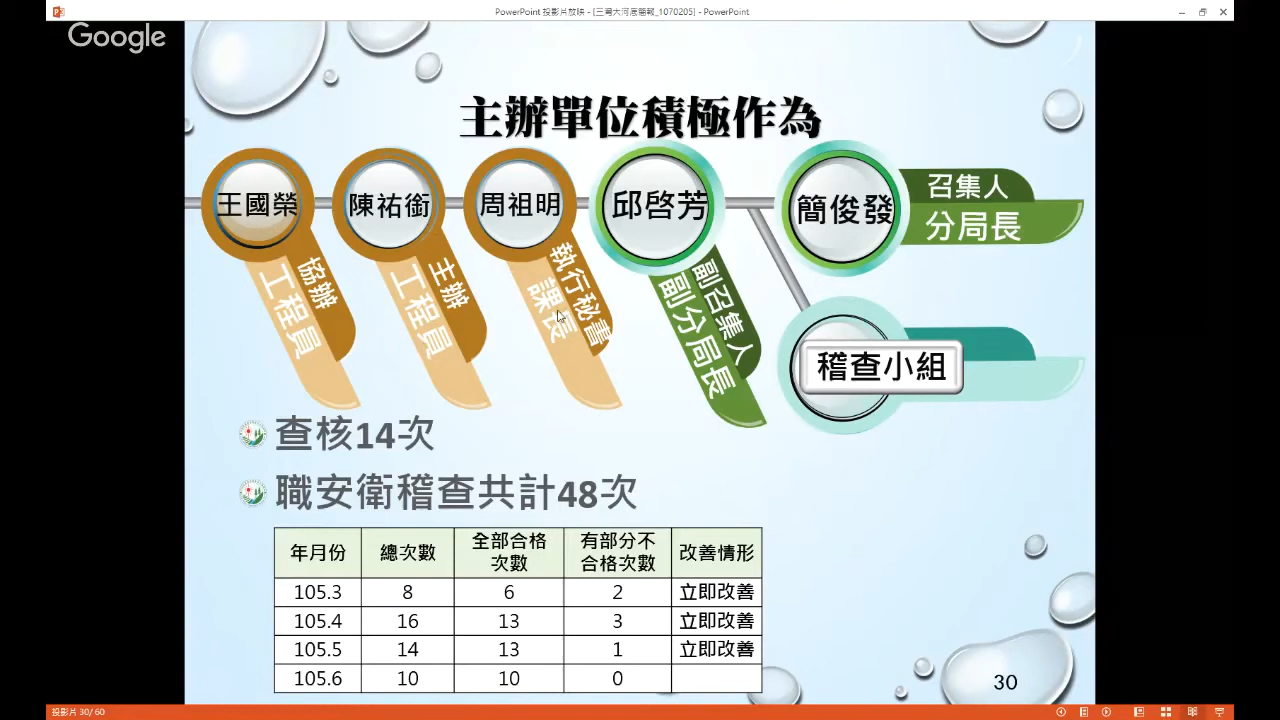 PowerPoint 投影片放映 - [三灣大河底簡報_1070205] - PowerPoint
Google
主辦單位積極作為
王國榮
陳祐銜
周祖明
邱啓芳
簡俊發
召集人
分局長
協辦
工程員
主辦
工程員
執行秘書
課長
副召集人
副分局長
稽查小組
查核14次
職安衛稽查共計48次
年月份 總次數 全部合格次數 有部分不合格次數 改善情形
105.3 8 6 2 立即改善
105.4 16 13 3 立即改善
105.5 14 13 1 立即改善
105.6 10 10 0
30
投影片 30/60